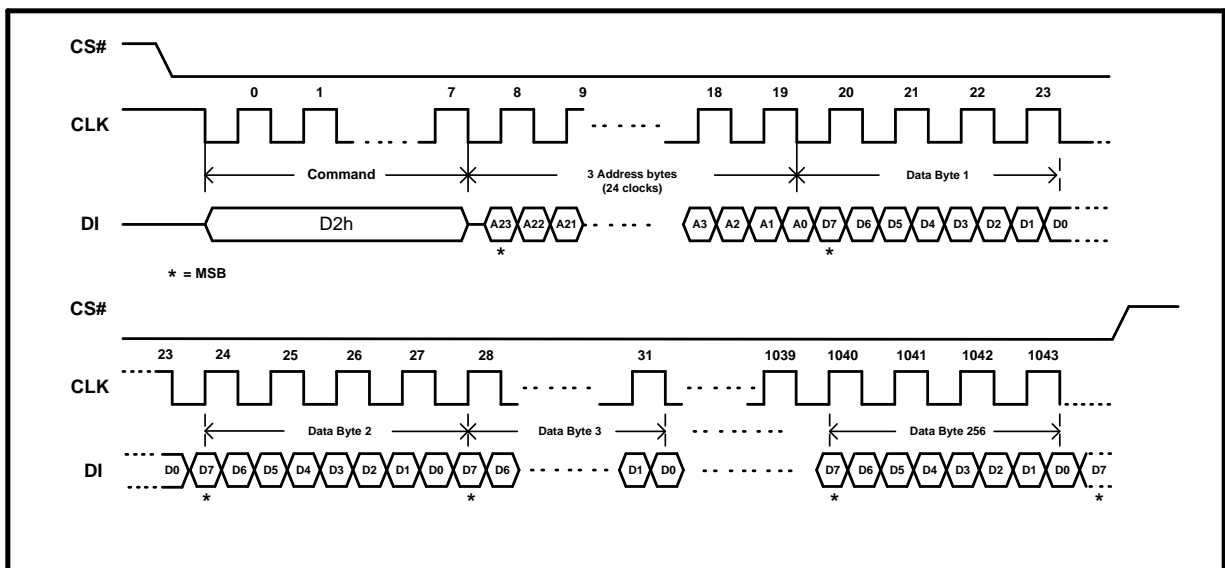 CS#
0 1 7 8 9 18 19 20 21 22 23
CLK
Command 3 Address bytes (24 clocks) Data Byte 1
DI D2h A23 A22 A21 A3 A2 A1 A0 D7 D6 D5 D4 D3 D2 D1 D0
* *
* = MSB
CS#
23 24 25 26 27 28 31 1039 1040 1041 1042 1043
CLK
Data Byte 2 Data Byte 3 Data Byte 256
DI D0 D7 D6 D5 D4 D3 D2 D1 D0 D7 D6 D1 D0 D7 D6 D5 D4 D3 D2 D1 D0 D7
* * * *